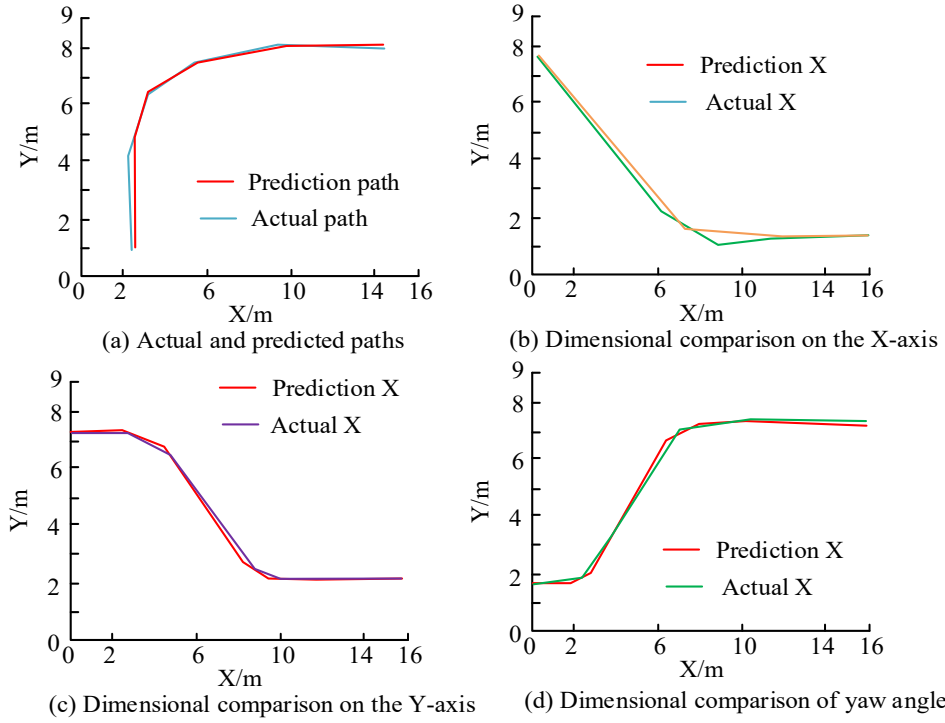 9
8
6
4
2
0
Y/m
Prediction path
Actual path
0
2
6
10
14
16
X/m
(a) Actual and predicted paths
9
8
6
4
2
0
Y/m
Prediction X
Actual X
0
2
6
10
14
16
X/m
(b) Dimensional comparison on the X-axis
9
8
6
4
2
0
Y/m
Prediction X
Actual X
0
2
6
10
14
16
X/m
(c) Dimensional comparison on the Y-axis
9
8
6
4
2
0
Y/m
Prediction X
Actual X
0
2
6
10
14
16
X/m
(d) Dimensional comparison of yaw angle